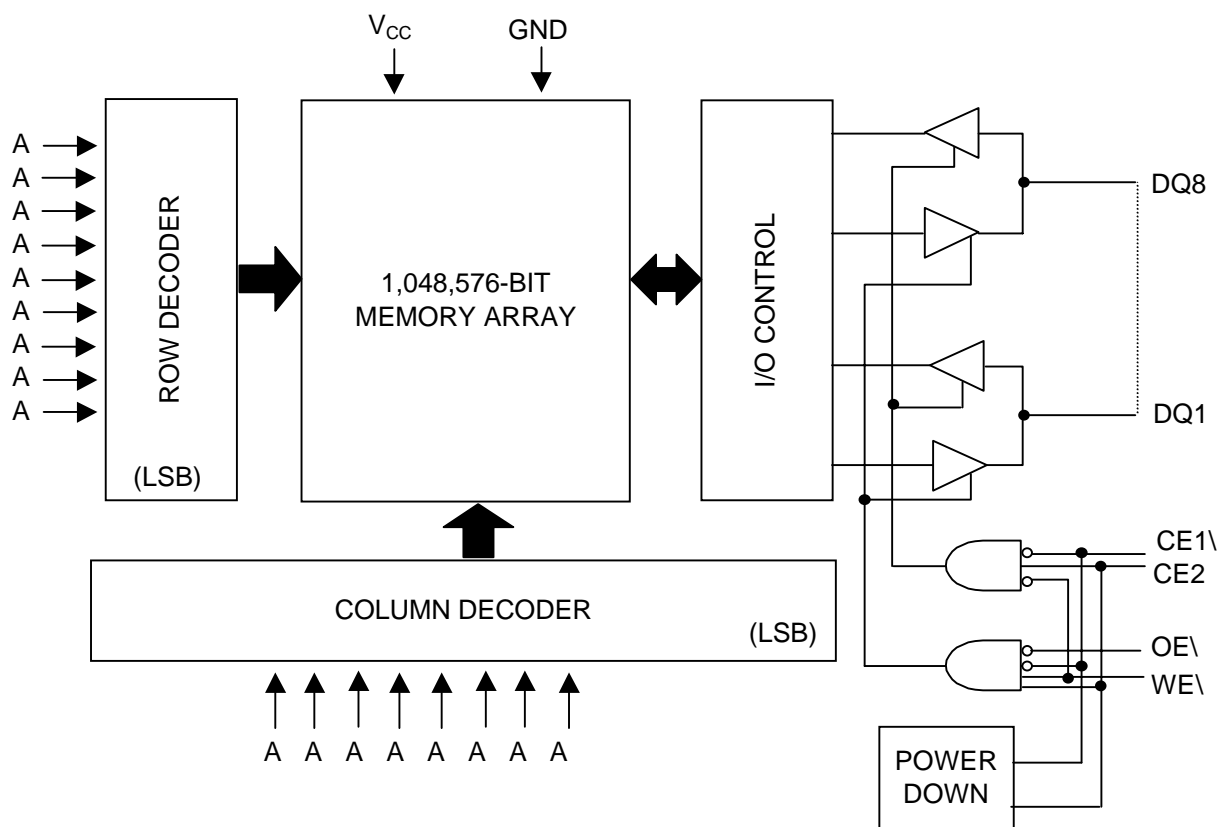 V_CC GND
A
A
A
A
A
A
A
A
A
ROW DECODER
(LSB)
1,048,576-BIT
MEMORY ARRAY
I/O CONTROL
DQ8
DQ1
COLUMN DECODER
(LSB)
A A A A A A A A
CE1\
CE2
OE\
WE\
POWER
DOWN